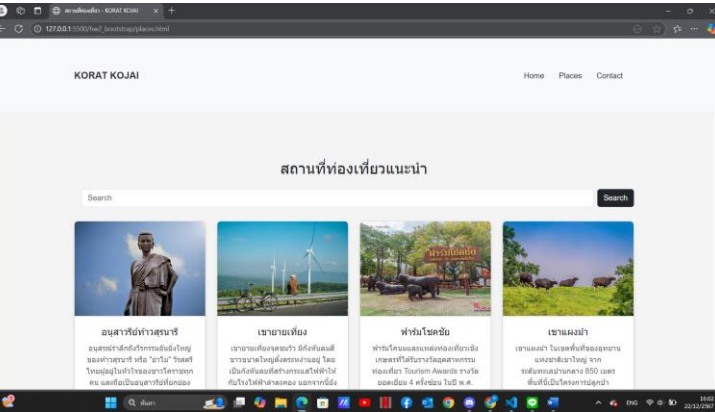 สถานที่ท่องเที่ยว - KORAT KOJAI
127.0.0.1:5500/hw2_bootstrap/places.html
KORAT KOJAI
Home Places Contact
สถานที่ท่องเที่ยวแนะนำ
Search Search
ฟาร์มโชคชัย
อนุสาวรีย์ท้าวสุรนารี เขายายเที่ยง ฟาร์มโชคชัย เขาแผงม้า
อนุสรณ์รำลึกถึงวีรกรรมอันยิ่งใหญ่ เขายายเที่ยงจุดชมวิว มีกังหันลมสี ฟาร์มโคนมและแหล่งท่องเที่ยวเชิง เขาแผงม้า ในเขตพื้นที่ของอุทยาน
ของท้าวสุรนารี หรือ "ย่าโม" วีรสตรี ขาวขนาดใหญ่ตั้งตระหง่านอยู่ โดย เกษตรที่ได้รับรางวัลอุตสาหกรรม แห่งชาติเขาใหญ่ จาก
ไทยผู้อยู่ในหัวใจของชาวโคราชทุก เป็นกังหันลมที่สร้างกระแสไฟฟ้าให้ ท่องเที่ยว Tourism Awards รางวัล ระดับทะเลปานกลาง 850 เมตร
คน และถือเป็นอนุสาวรีย์ที่ยกย่อง กับโรงไฟฟ้าลำตะคอง นอกจากนี้ยัง ยอดเยี่ยม 4 ครั้งซ้อน ในปี พ.ศ. พื้นที่นี้เป็นโครงการปลูกป่า
ค้นหา ENG 16:02
22/12/2567